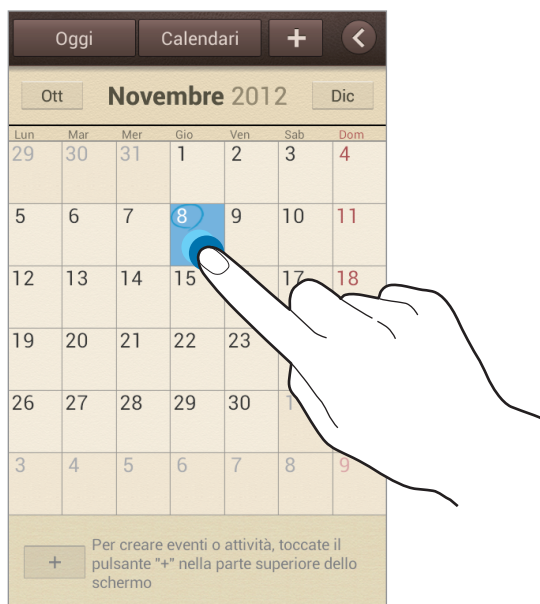 Oggi Calendari +
Ott Novembre 2012 Dic
Lun Mar Mer Gio Ven Sab Dom
29 30 31 1 2 3 4
5 6 7 8 9 10 11
12 13 14 15 17 18
19 20 21 22 23
26 27 28 29 30 1
3 4 5 6 7 8 9
+ Per creare eventi o attività, toccate il
pulsante "+" nella parte superiore dello
schermo